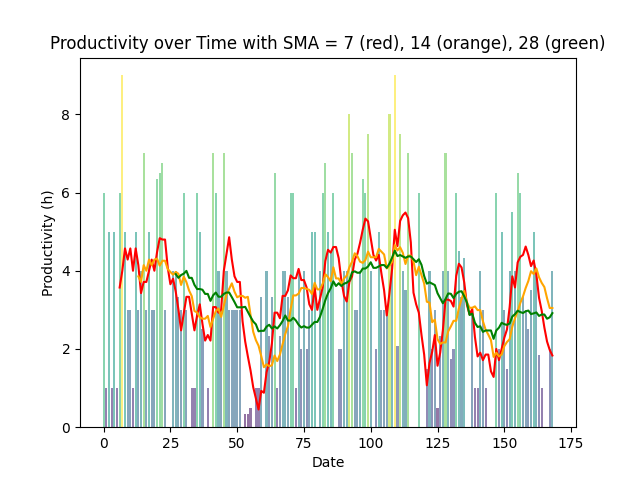 Productivity over Time with SMA = 7 (red), 14 (orange), 28 (green)
Productivity (h)
8
6
4
2
0
0 25 50 75 100 125 150 175
Date